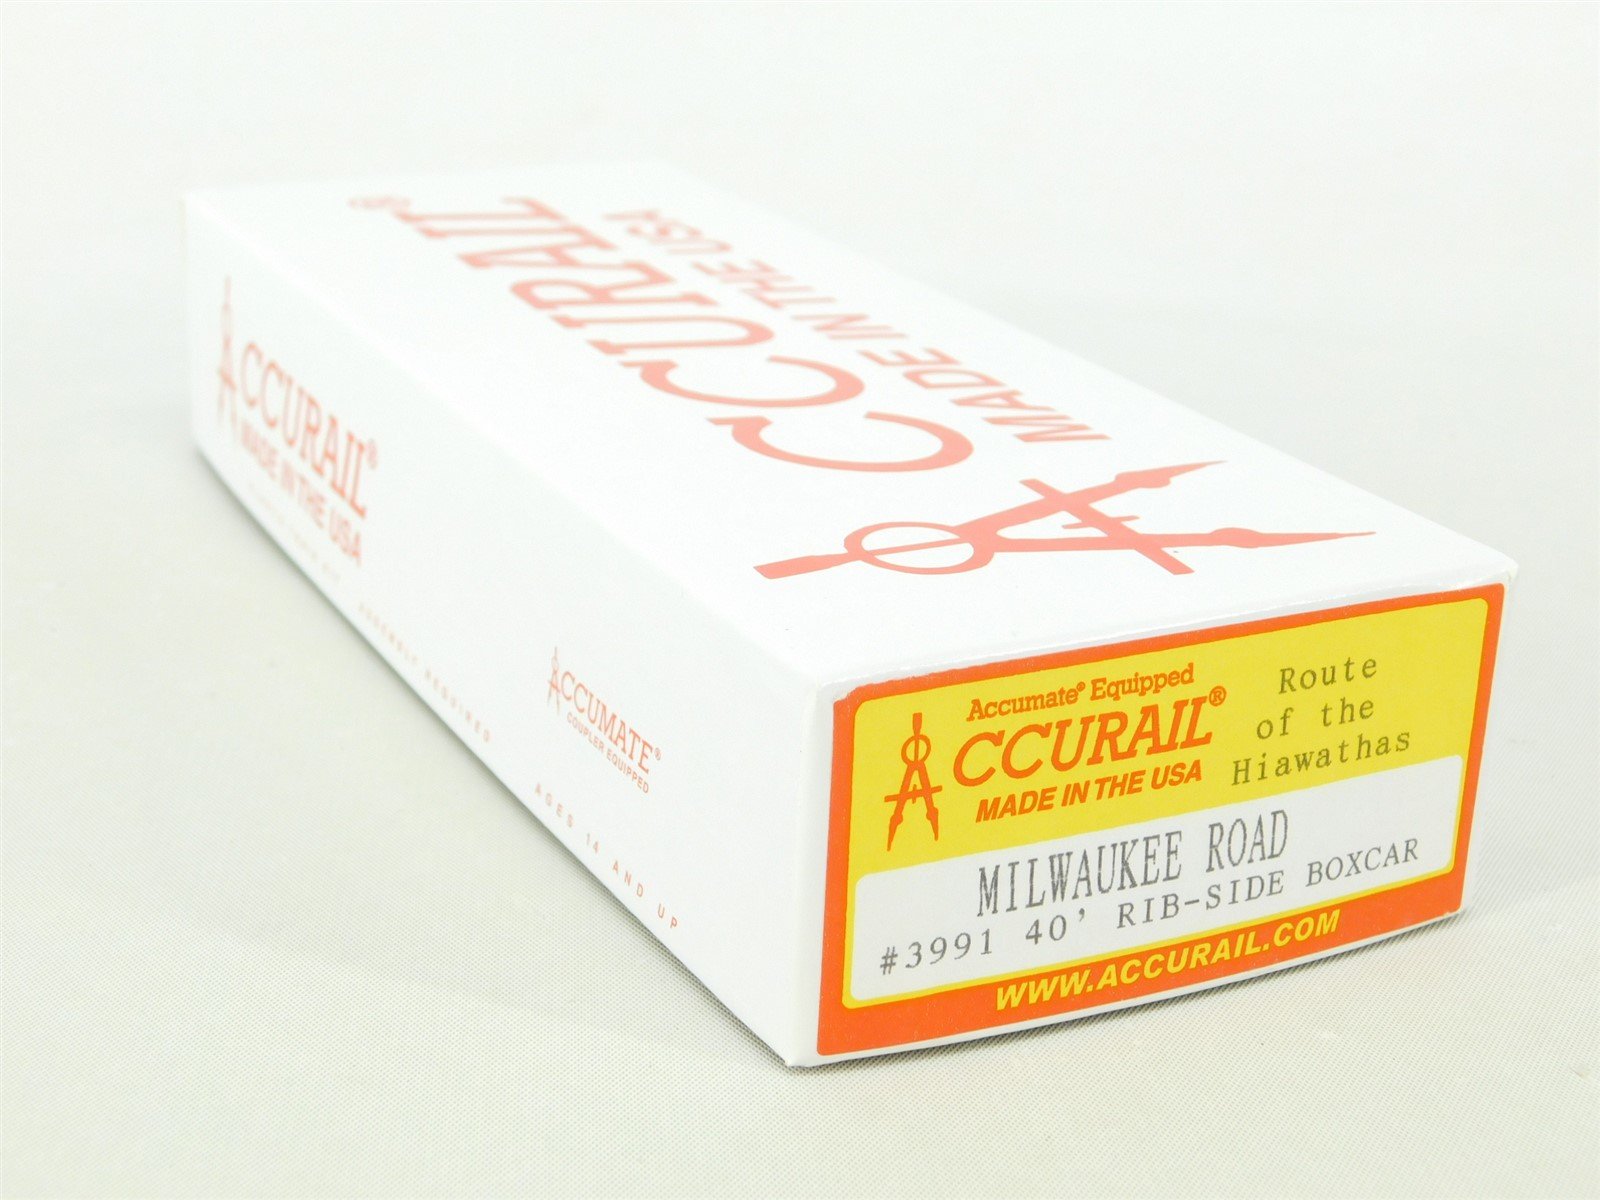 ACCURAIL®
MADE IN THE USA
ACCURAIL®
MADE IN THE USA
ASSEMBLY REQUIRED
ACCUMATE®
COUPLER EQUIPPED
AGES 14 AND UP
Accumate® Equipped
ACCURAIL®
MADE IN THE USA
Route
of the
Hiawathas
MILWAUKEE ROAD
#3991 40' RIB-SIDE BOXCAR
WWW.ACCURAIL.COM